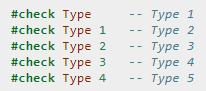 #check Type     -- Type 1
#check Type 1   -- Type 2
#check Type 2   -- Type 3
#check Type 3   -- Type 4
#check Type 4   -- Type 5